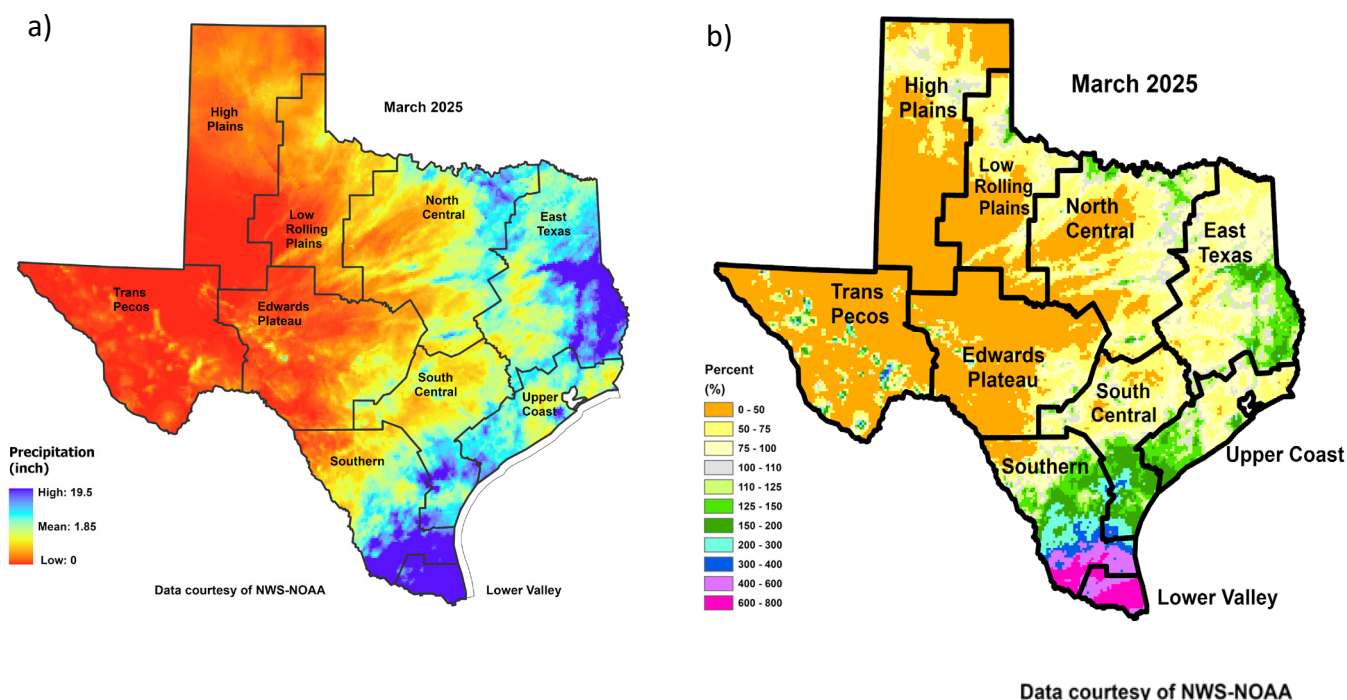 a)
March 2025
High
Plains
Low
Rolling
Plains
North
Central
East
Texas
Trans
Pecos
Edwards
Plateau
South
Central
Upper
Coast
Southern
Lower Valley
Precipitation
(inch)
High: 19.5
Mean: 1.85
Low: 0
Data courtesy of NWS-NOAA
b)
March 2025
High
Plains
Low
Rolling
Plains
North
Central
East
Texas
Trans
Pecos
Edwards
Plateau
South
Central
Upper Coast
Southern
Lower Valley
Percent
(%)
0 - 50
50 - 75
75 - 100
100 - 110
110 - 125
125 - 150
150 - 200
200 - 300
300 - 400
400 - 600
600 - 800
Data courtesy of NWS-NOAA